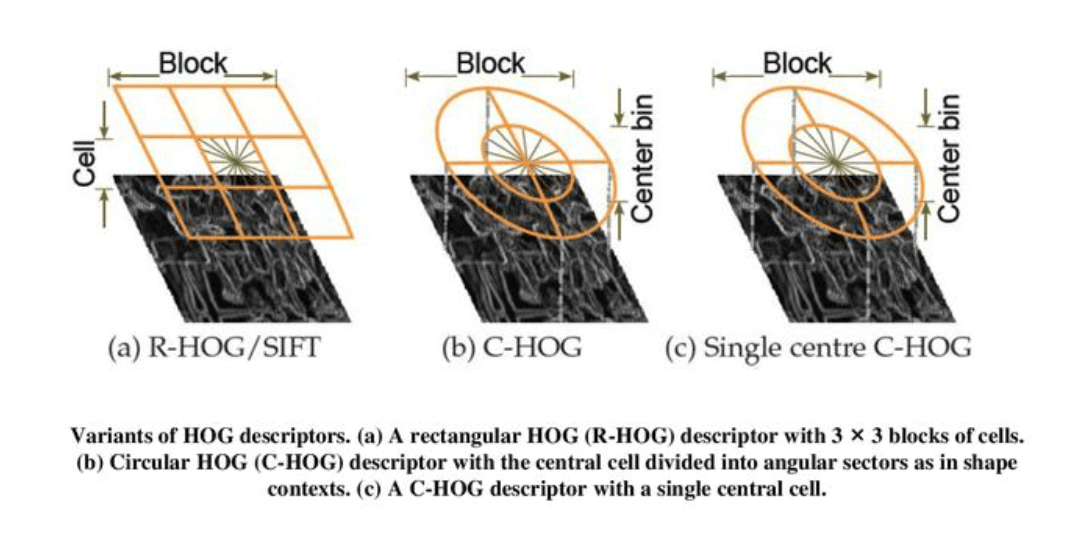 Block
Cell
Block
Center bin
Block
Center bin
(a) R-HOG/SIFT
(b) C-HOG
(c) Single centre C-HOG
Variants of HOG descriptors. (a) A rectangular HOG (R-HOG) descriptor with 3 × 3 blocks of cells.
(b) Circular HOG (C-HOG) descriptor with the central cell divided into angular sectors as in shape
contexts. (c) A C-HOG descriptor with a single central cell.